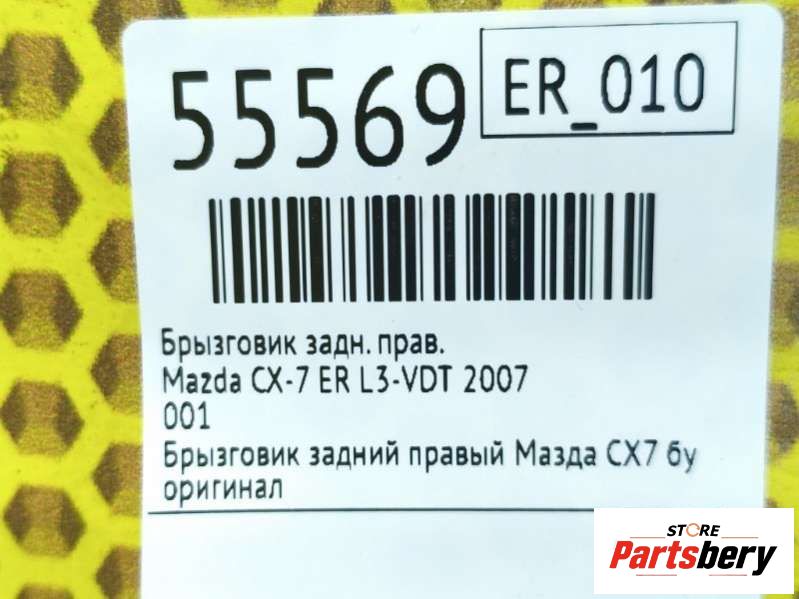 55569
ER_010
Брызговик задн. прав.
Mazda CX-7 ER L3-VDT 2007
001
Брызговик задний правый Мазда СХ7 бу
оригинал
STORE
Partsbery